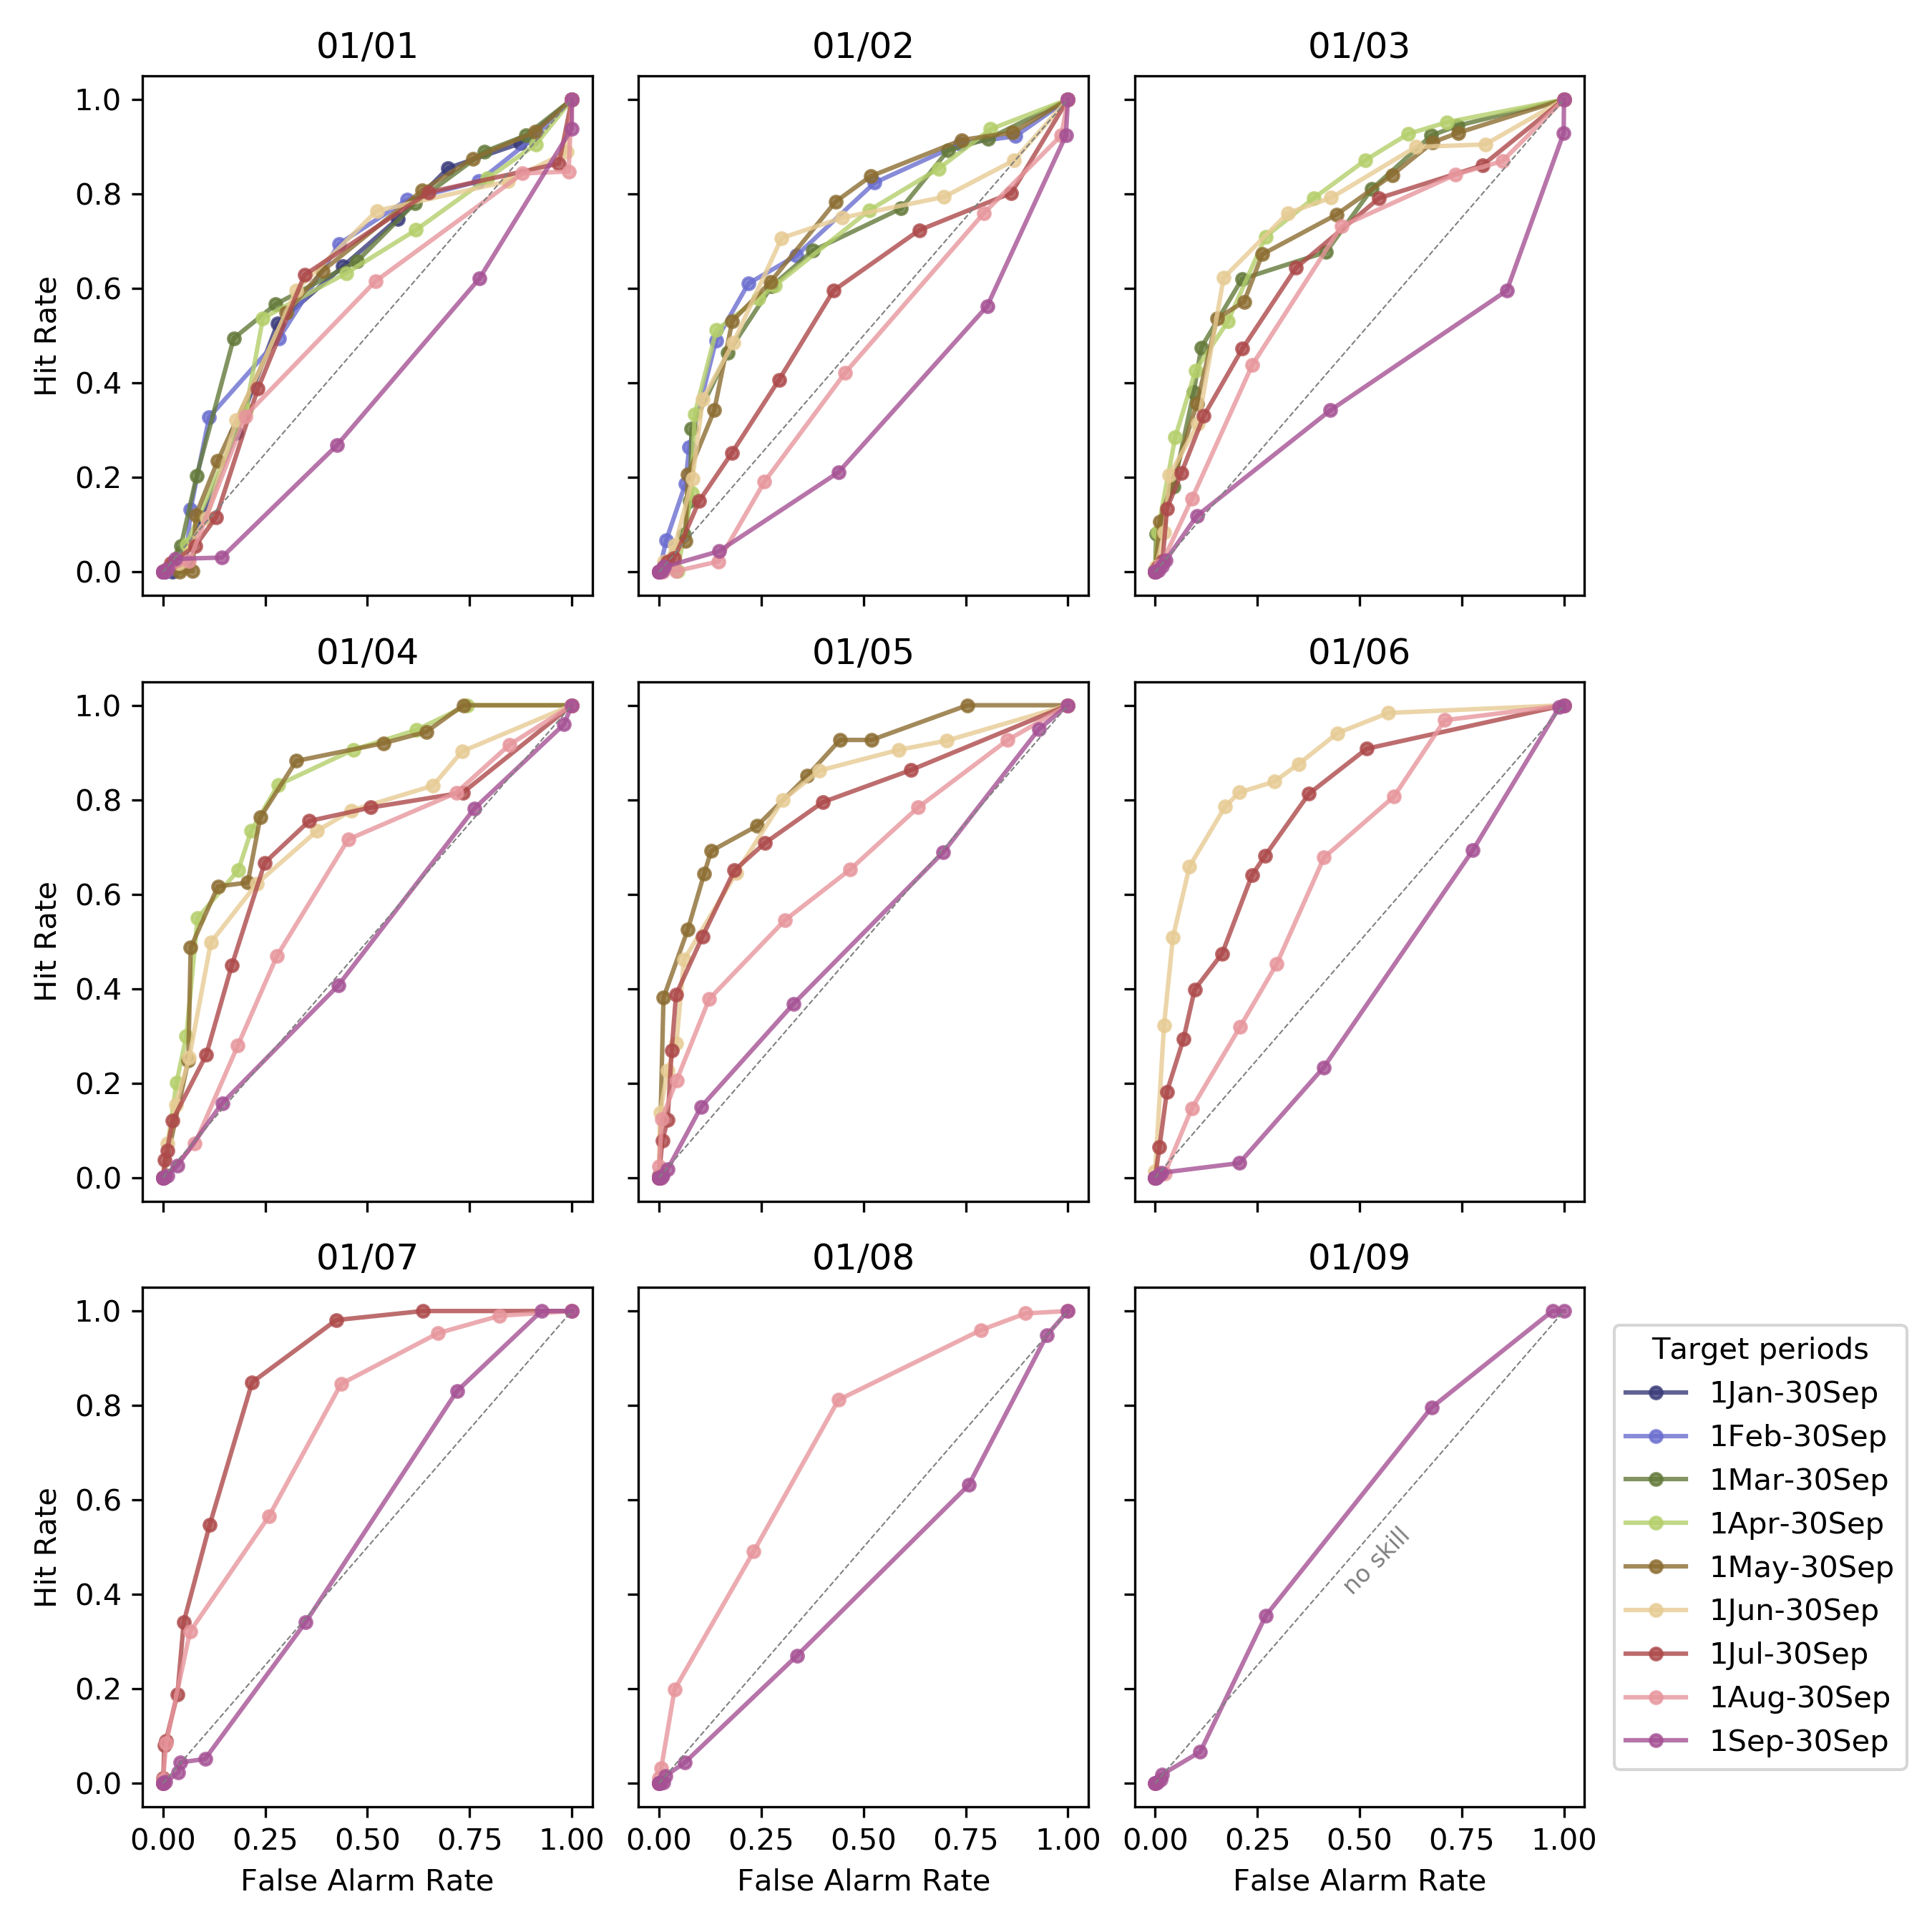 01/01
01/02
01/03
1.0
0.8
0.6
0.4
0.2
0.0
Hit Rate
01/04
01/05
01/06
1.0
0.8
0.6
0.4
0.2
0.0
Hit Rate
01/07
01/08
01/09
1.0
0.8
0.6
0.4
0.2
0.0
Hit Rate
no skill
0.00 0.25 0.50 0.75 1.00
0.00 0.25 0.50 0.75 1.00
0.00 0.25 0.50 0.75 1.00
False Alarm Rate
False Alarm Rate
False Alarm Rate
Target periods
1Jan-30Sep
1Feb-30Sep
1Mar-30Sep
1Apr-30Sep
1May-30Sep
1Jun-30Sep
1Jul-30Sep
1Aug-30Sep
1Sep-30Sep